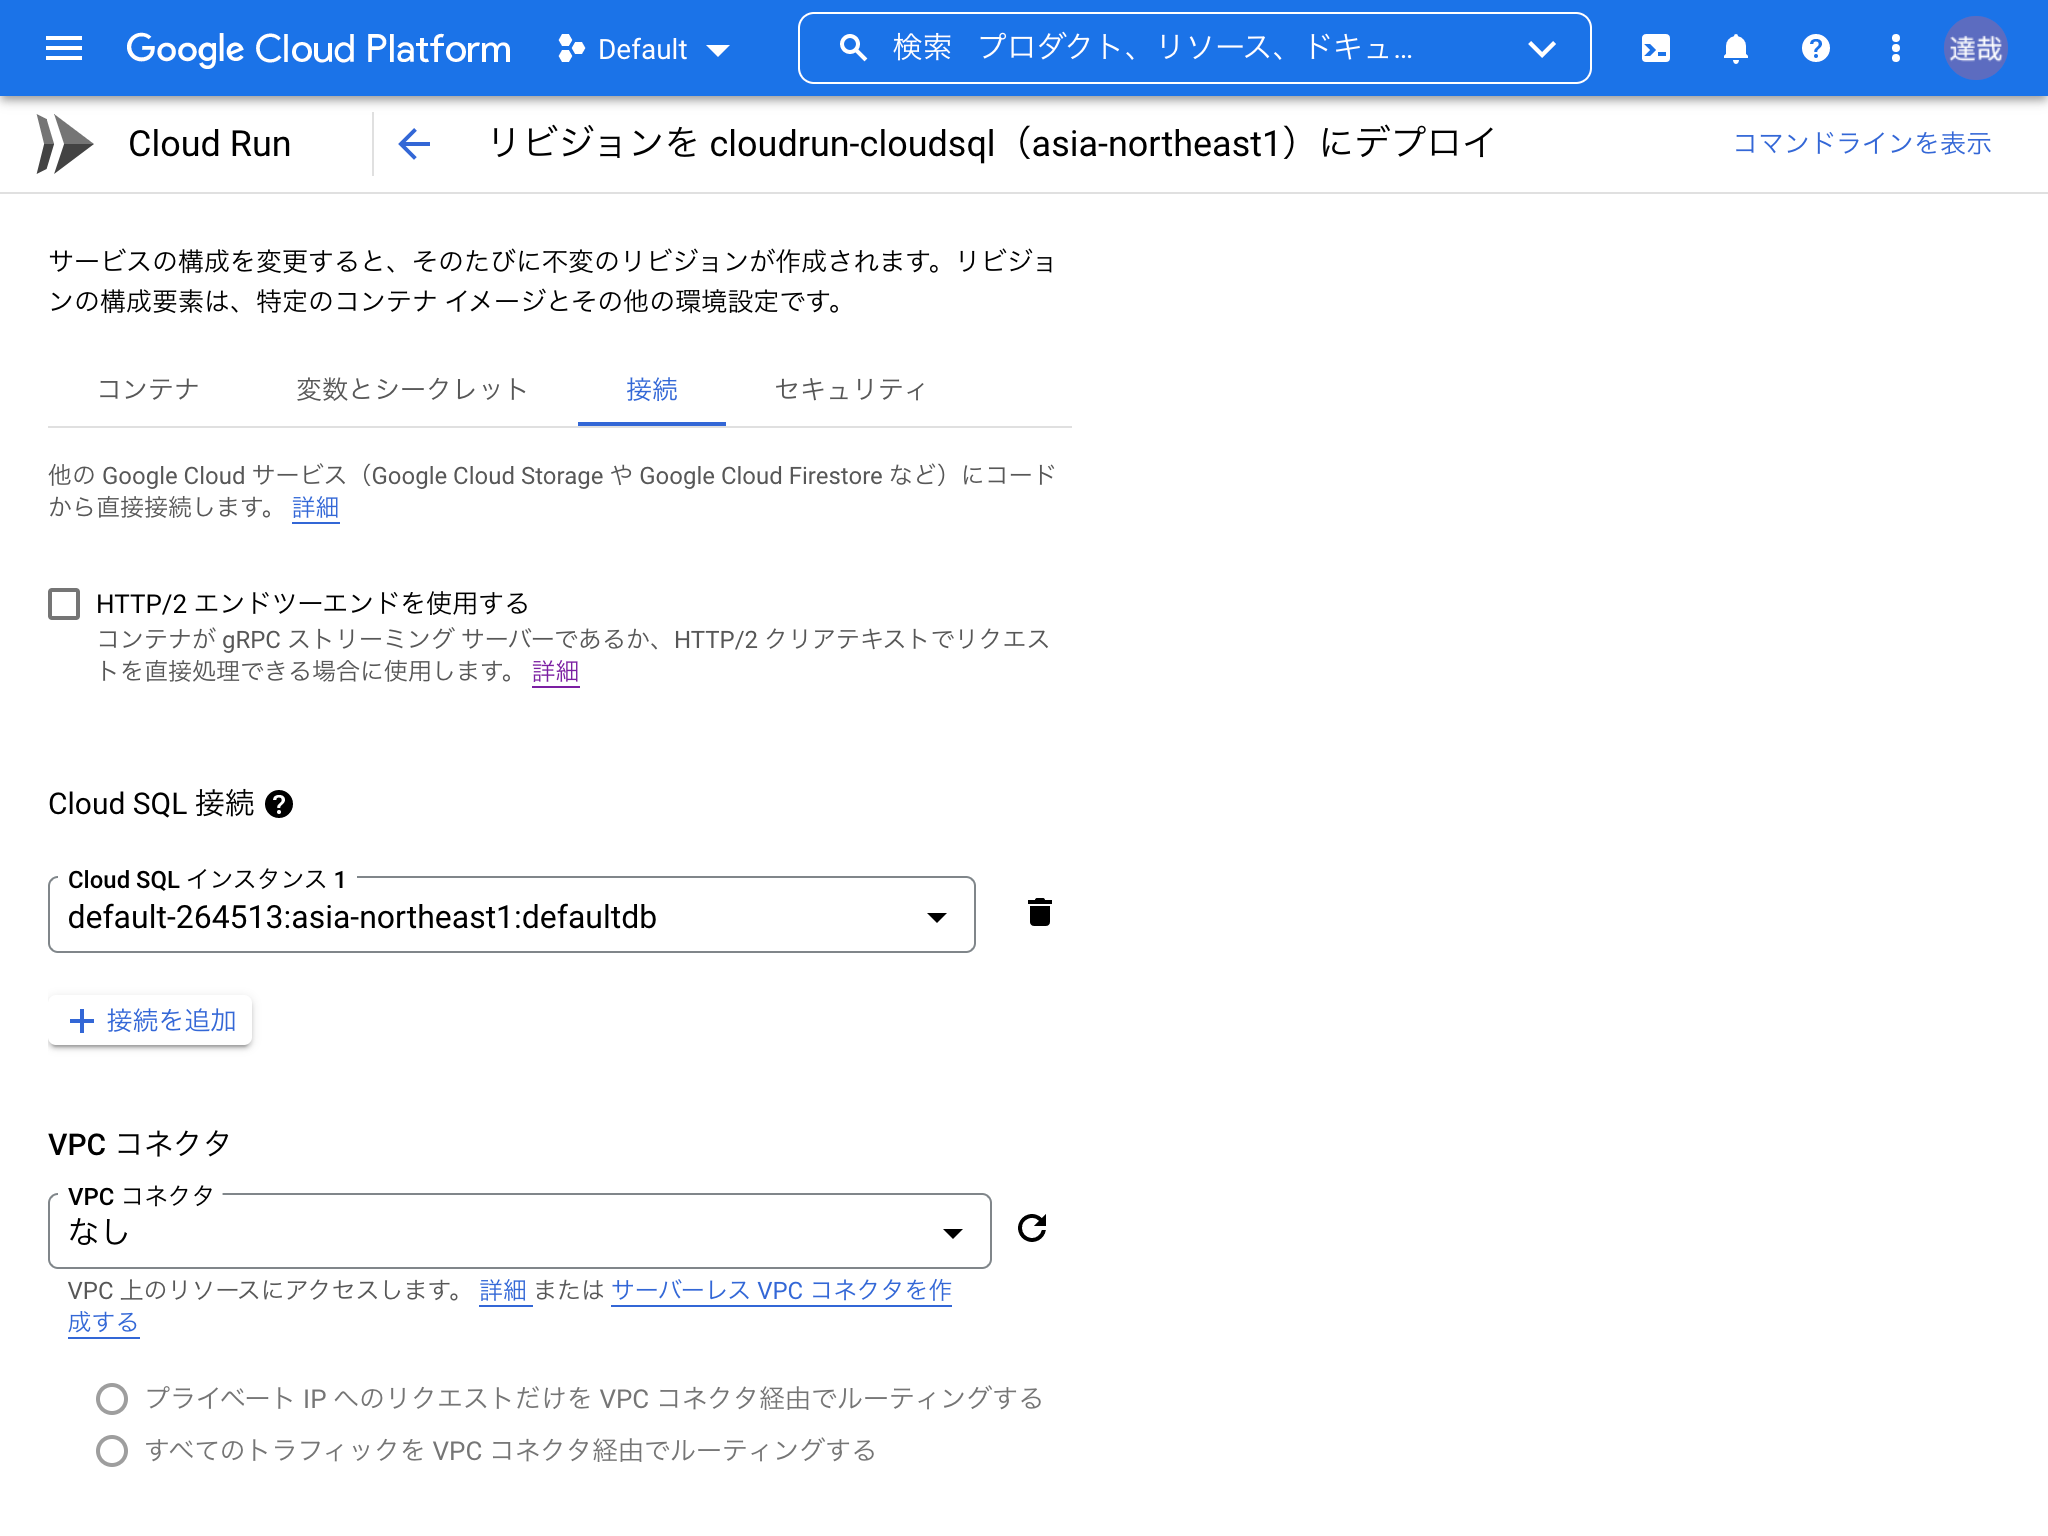 Google Cloud Platform Default 検索 プロダクト、リソース、ドキュ... 達哉
Cloud Run リビジョンを cloudrun-cloudsql（asia-northeast1）にデプロイ コマンドラインを表示
サービスの構成を変更すると、そのたびに不変のリビジョンが作成されます。リビジョ
ンの構成要素は、特定のコンテナ イメージとその他の環境設定です。
コンテナ 変数とシークレット 接続 セキュリティ
他の Google Cloud サービス（Google Cloud Storage や Google Cloud Firestore など）にコード
から直接接続します。 詳細
HTTP/2 エンドツーエンドを使用する
コンテナが gRPC ストリーミング サーバーであるか、HTTP/2 クリアテキストでリクエス
トを直接処理できる場合に使用します。 詳細
Cloud SQL 接続
Cloud SQL インスタンス 1
default-264513:asia-northeast1:defaultdb
接続を追加
VPC コネクタ
VPC コネクタ
なし
VPC 上のリソースにアクセスします。 詳細 または サーバーレス VPC コネクタを作
成する
プライベート IP へのリクエストだけを VPC コネクタ経由でルーティングする
すべてのトラフィックを VPC コネクタ経由でルーティングする